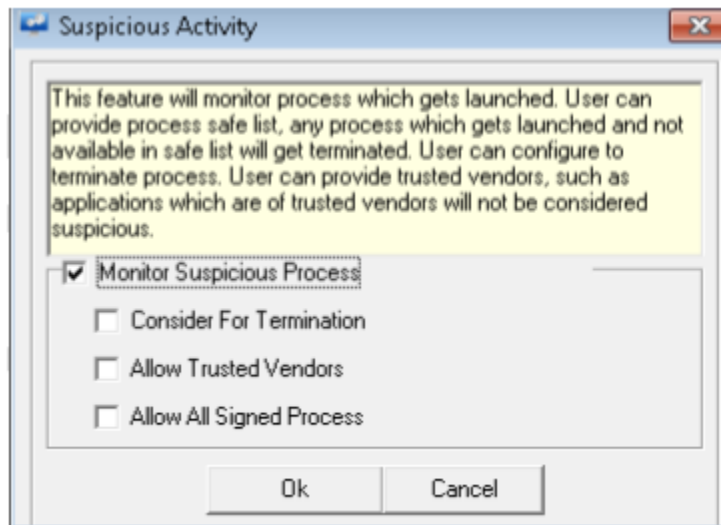 Suspicious Activity
This feature will monitor process which gets launched. User can
provide process safe list, any process which gets launched and not
available in safe list will get terminated. User can configure to
terminate process. User can provide trusted vendors, such as
applications which are of trusted vendors will not be considered
suspicious.
Monitor Suspicious Process
Consider For Termination
Allow Trusted Vendors
Allow All Signed Process
Ok Cancel